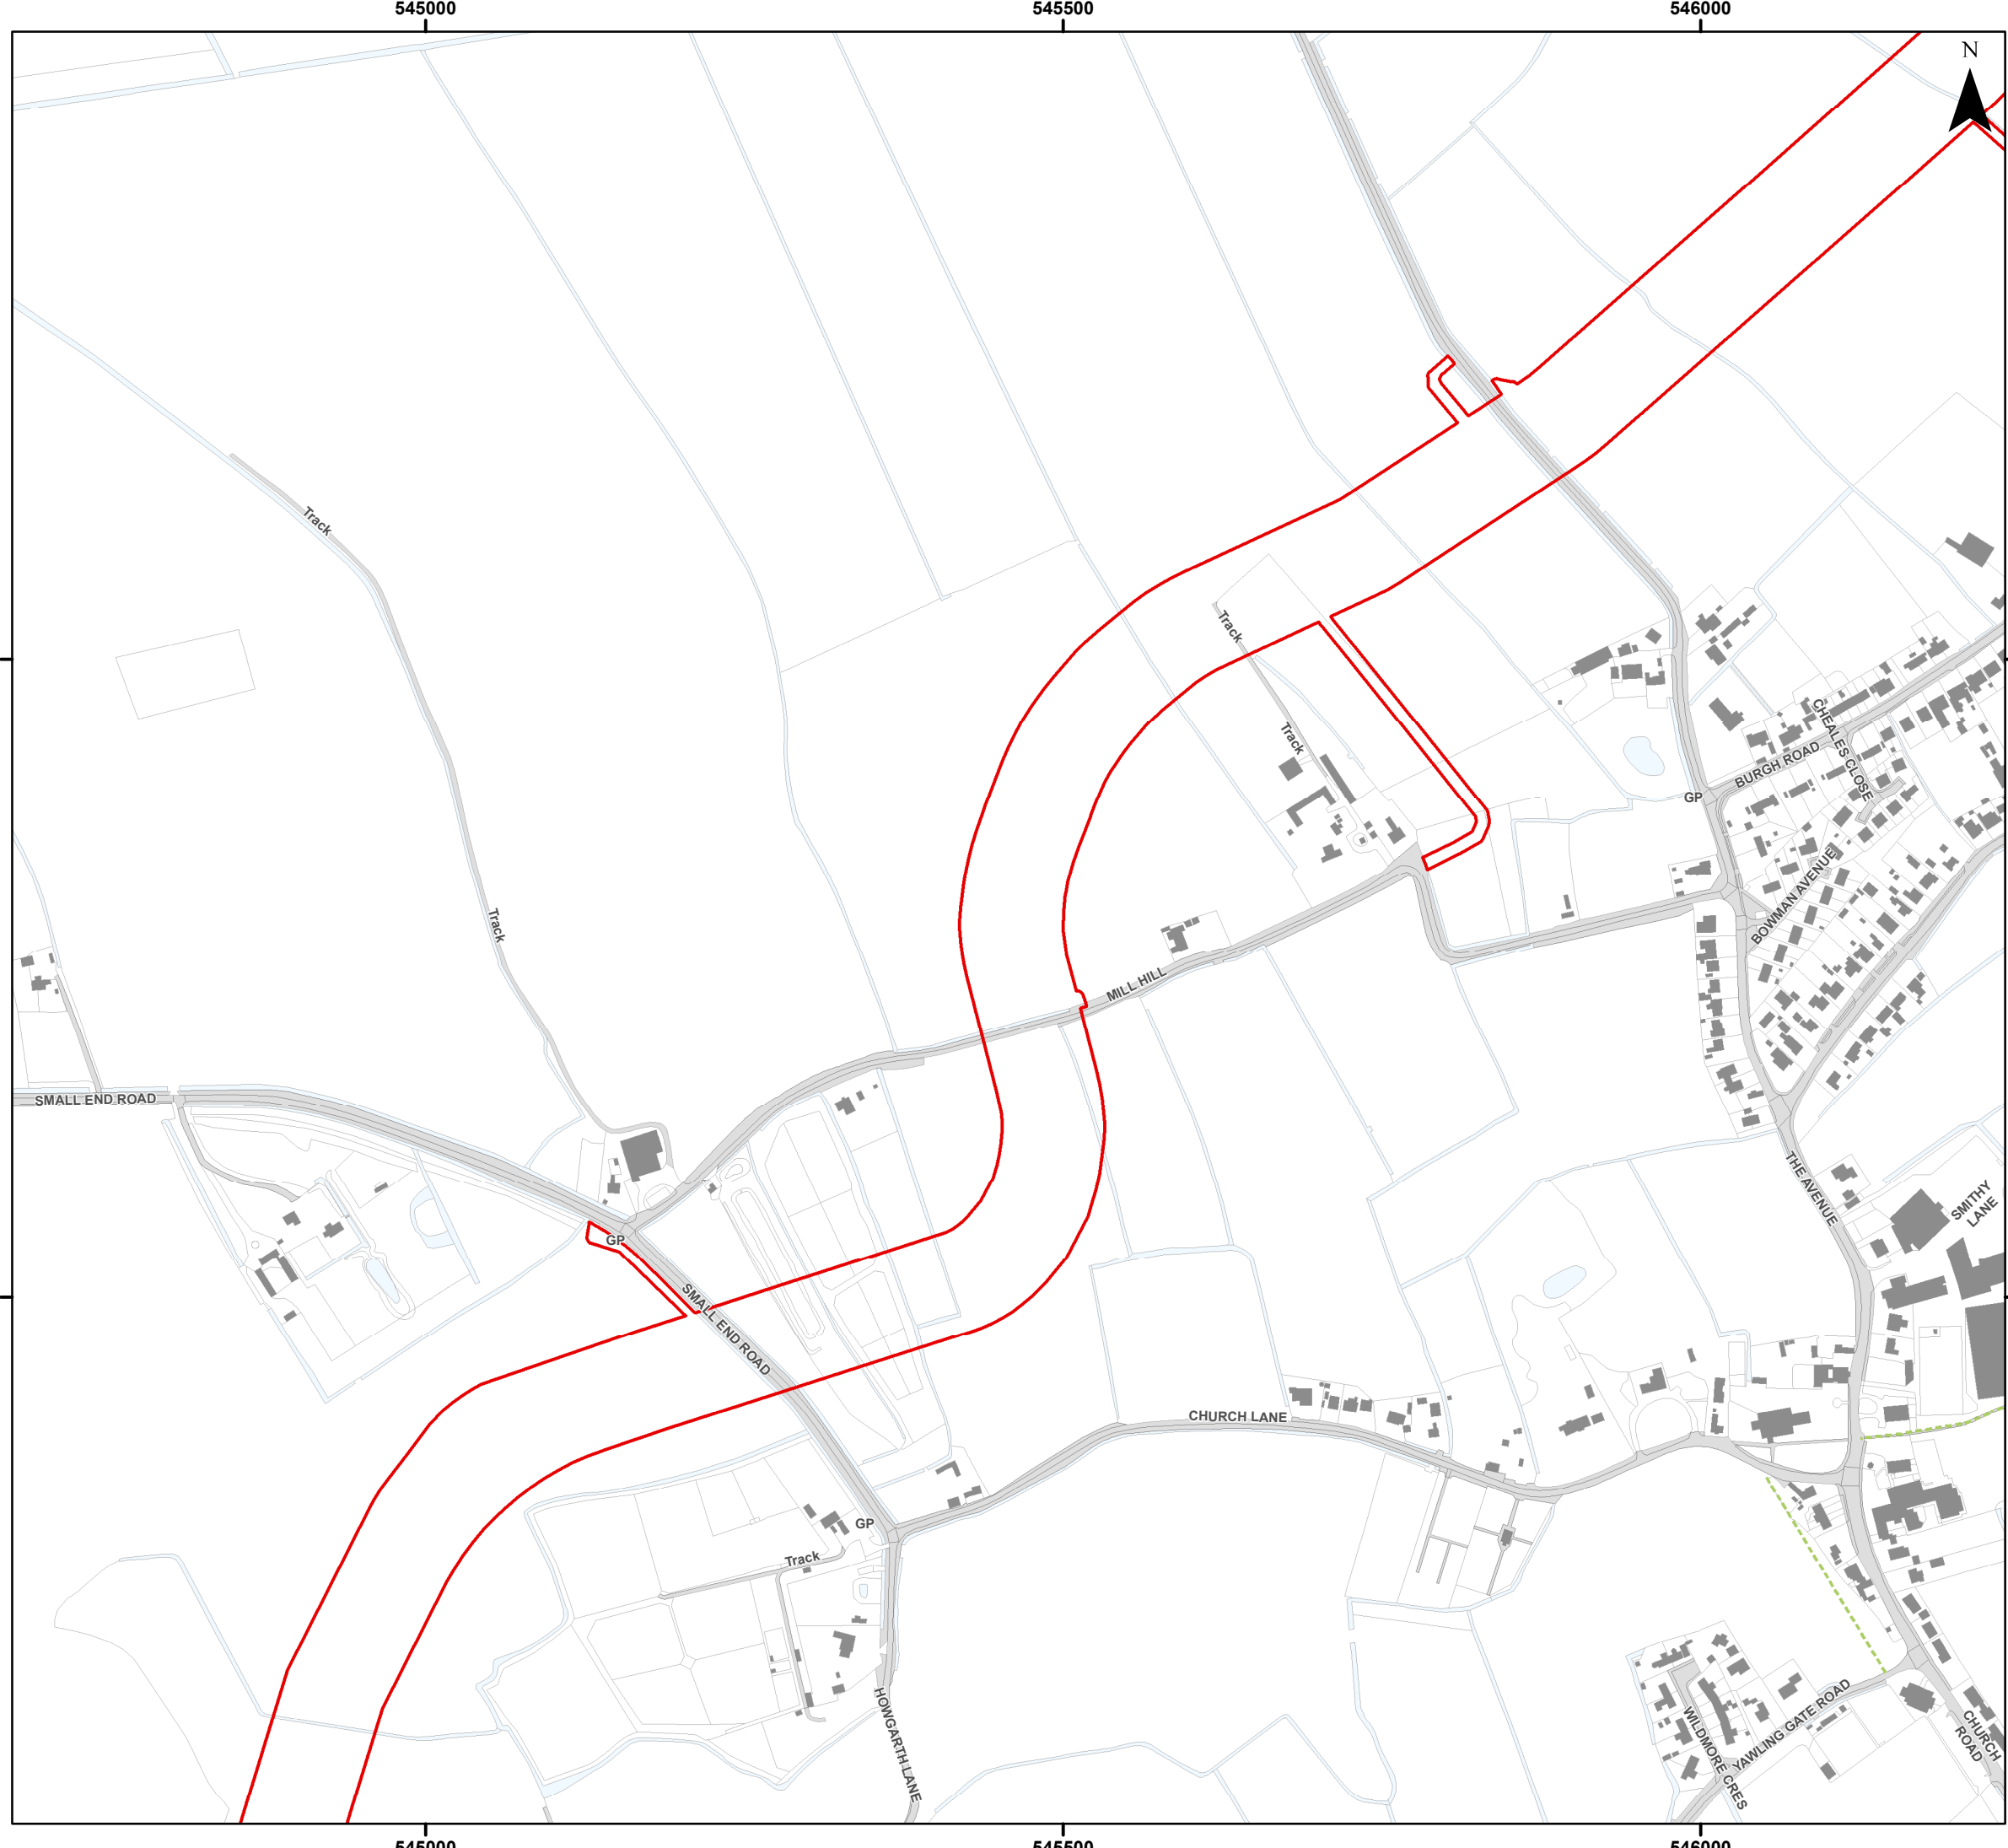 545000
545500
546000
N
Track
Track
Track
CHEALES CLOSE
BURGH ROAD
GP
BOWMAN AVENUE
Track
MILL HILL
SMALL END ROAD
THE AVENUE
SMITHY
LANE
GP
SMALL END ROAD
CHURCH LANE
GP
Track
HOWGARTH LANE
WILDMORE CRES
YAWLING GATE ROAD
CHURCH
ROAD
545000
545500
546000